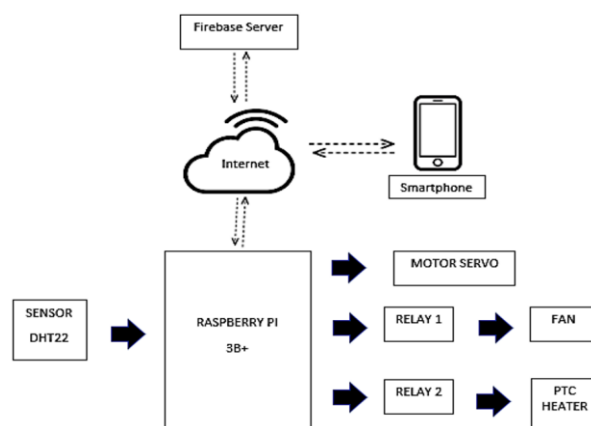 Firebase Server
Internet
Smartphone
MOTOR SERVO
SENSOR
DHT22
RASPBERRY PI
3B+
RELAY 1
FAN
RELAY 2
PTC
HEATER